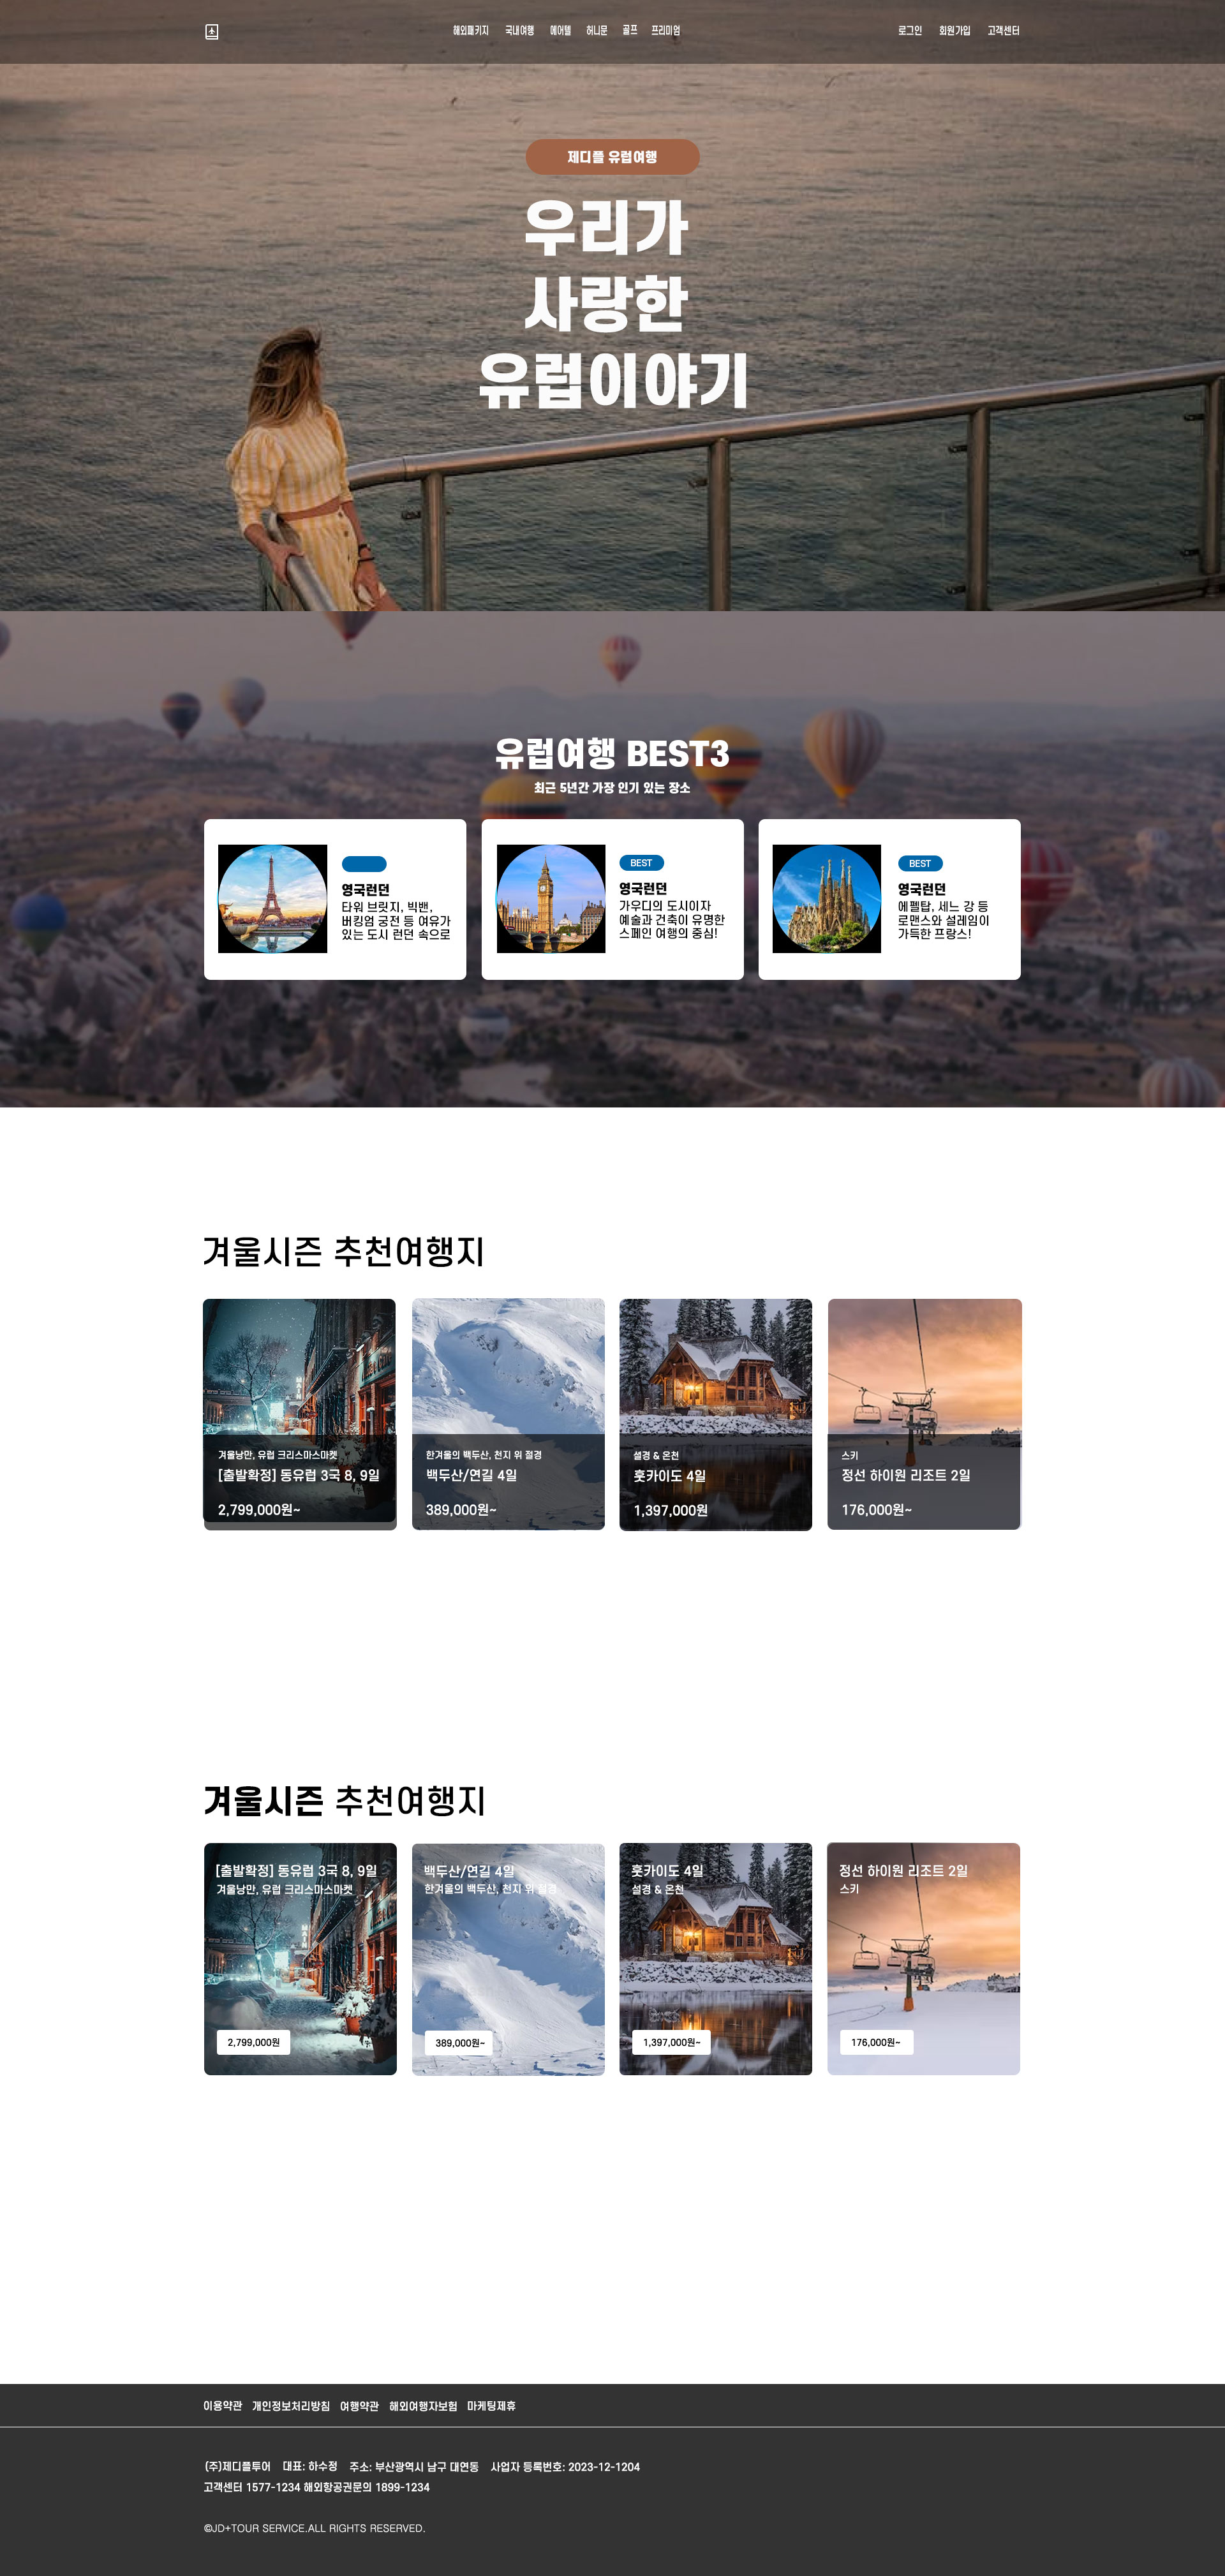 해외패키지 국내여행 에어텔 허니문 골프 프리미엄 로그인 회원가입 고객센터
제디플 유럽여행
우리가
사랑한
유럽이야기
유럽여행 BEST3
최근 5년간 가장 인기 있는 장소
영국런던
타워 브릿지, 빅밴,
버킹엄 궁전 등 여유가
있는 도시 런던 속으로
BEST
영국런던
가우디의 도시이자
예술과 건축이 유명한
스페인 여행의 중심!
BEST
영국런던
에펠탑, 세느 강 등
로맨스와 설레임이
가득한 프랑스!
겨울시즌 추천여행지
MAIN
겨울낭만, 유럽 크리스마스마켓
[출발확정] 동유럽 3국 8, 9일
2,799,000원~
한겨울의 백두산, 천지 위 절경
백두산/연길 4일
389,000원~
설경 & 온천
훗카이도 4일
1,397,000원
스키
정선 하이원 리조트 2일
176,000원~
겨울시즌 추천여행지
[출발확정] 동유럽 3국 8, 9일
겨울낭만, 유럽 크리스마스마켓
MAIN
2,799,000원
백두산/연길 4일
한겨울의 백두산, 천지 위 절경
389,000원~
훗카이도 4일
설경 & 온천
1,397,000원~
정선 하이원 리조트 2일
스키
176,000원~
이용약관 개인정보처리방침 여행약관 해외여행자보험 마케팅제휴
(주)제디플투어 대표: 하수정 주소: 부산광역시 남구 대연동 사업자 등록번호: 2023-12-1204
고객센터 1577-1234 해외항공권문의 1899-1234
©JD+TOUR SERVICE.ALL RIGHTS RESERVED.